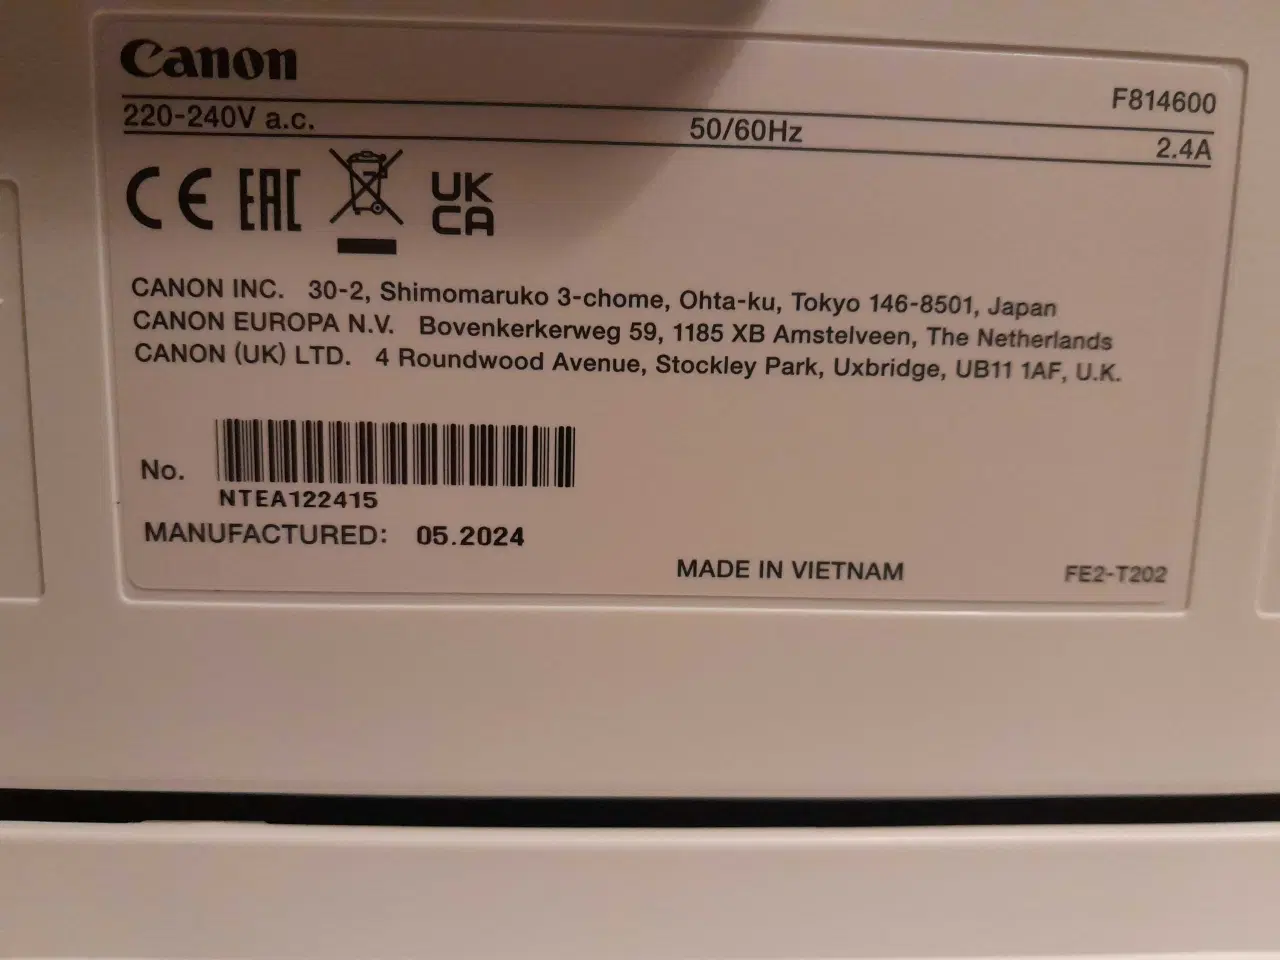 Canon
F814600
220-240V a.c. 50/60Hz 2.4A
CE EAC UK
CA
CANON INC. 30-2, Shimomaruko 3-chome, Ohta-ku, Tokyo 146-8501, Japan
CANON EUROPA N.V. Bovenkerkerweg 59, 1185 XB Amstelveen, The Netherlands
CANON (UK) LTD. 4 Roundwood Avenue, Stockley Park, Uxbridge, UB11 1AF, U.K.
No.
NTEA122415
MANUFACTURED: 05.2024
MADE IN VIETNAM FE2-T202